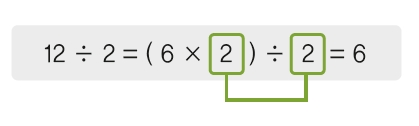 12 ÷ 2 = ( 6 × 2 ) ÷ 2 = 6